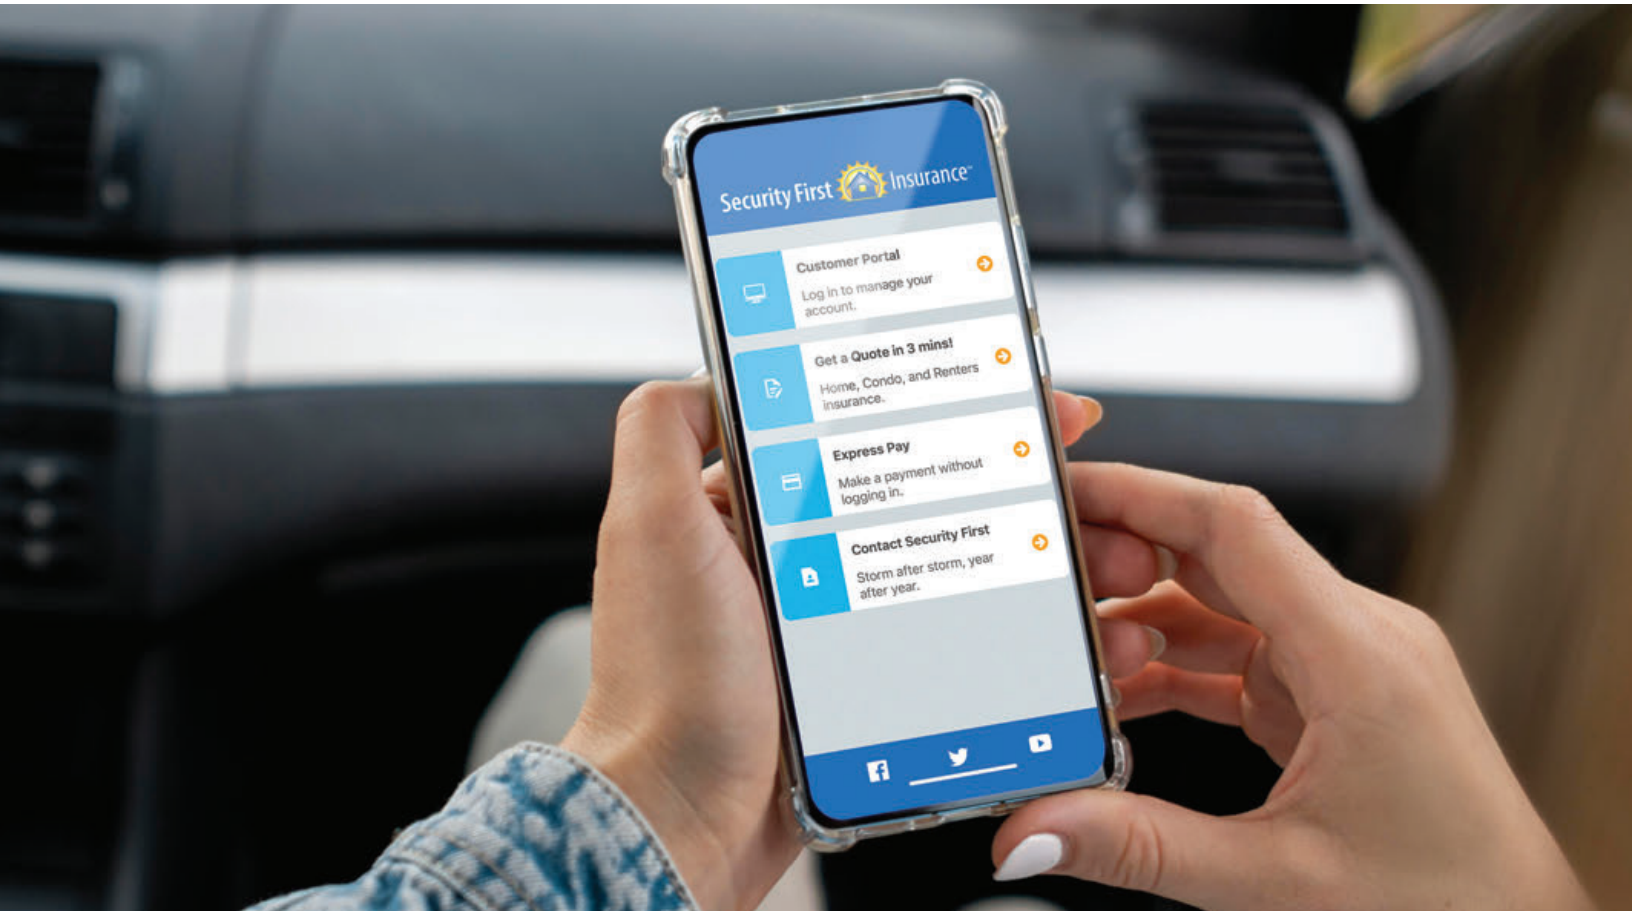 Security First Insurance™
Customer Portal
Log in to manage your
account.
Get a Quote in 3 mins!
Home, Condo, and Renters
insurance.
Express Pay
Make a payment without
logging in.
Contact Security First
Storm after storm, year
after year.